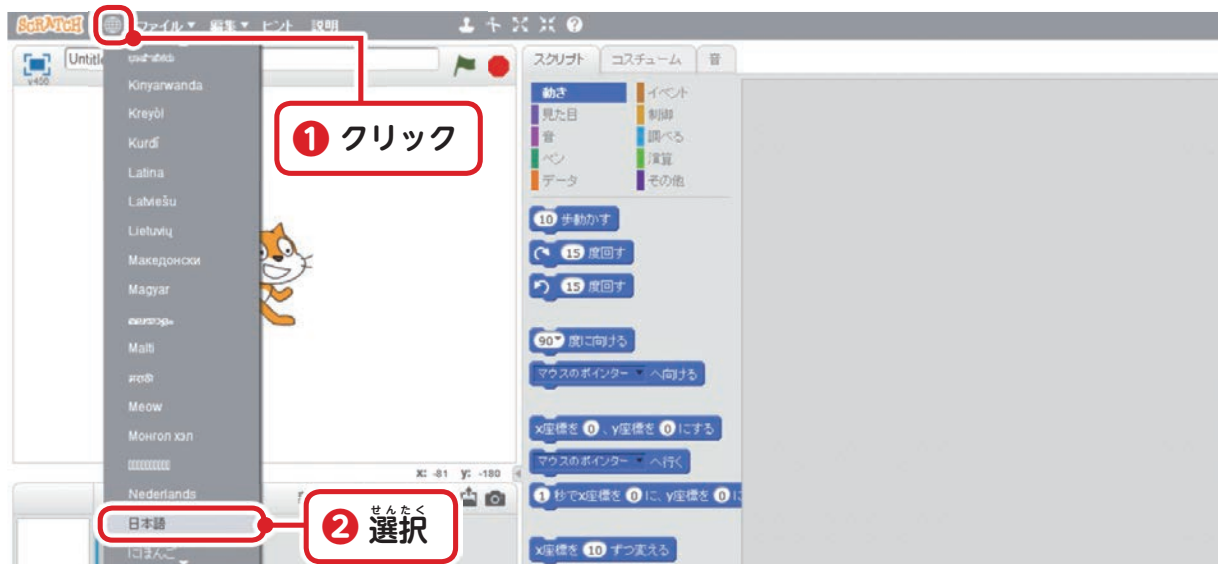 SCRATCH ファイル▼ 編集▼ ヒント 説明
v460
スクリプト コスチューム 音
Kinyarwanda
Kreyòl
Kurdî
Latina
Latviešu
Lietuvių
Македонски
Magyar
Malti
मराठी
Meow
Монгол хэл
Nederlands
日本語
にほんご
❶ クリック
せんたく
❷ 選択
x: -81 y: -180
動き イベント
見た目 制御
音 調べる
ペン 演算
データ その他
10 歩動かす
15 度回す
15 度回す
90▼ 度に向ける
マウスのポインター▼ へ向ける
x座標を 0 、y座標を 0 にする
マウスのポインター▼ へ行く
1 秒でx座標を 0 に、y座標を 0 に
x座標を 10 ずつ変える